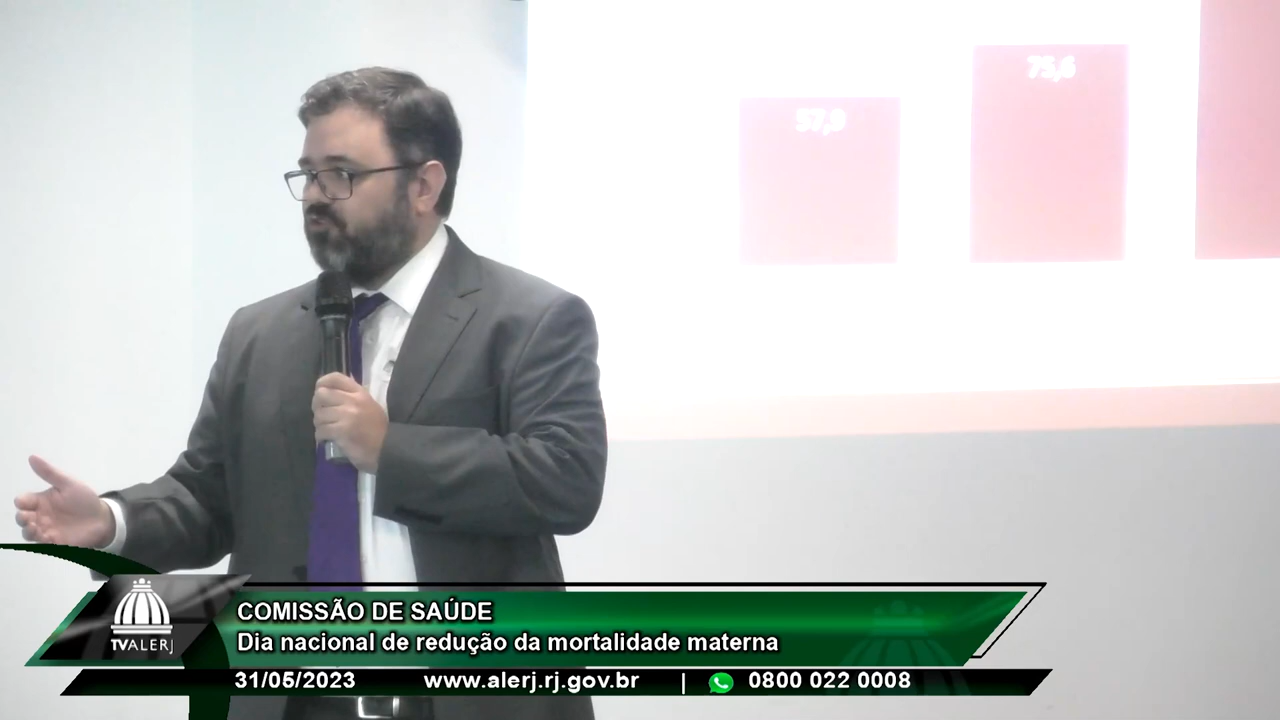 75,6
57,9
COMISSÃO DE SAÚDE
Dia nacional de redução da mortalidade materna
TVALERJ
31/05/2023 www.alerj.rj.gov.br | 0800 022 0008